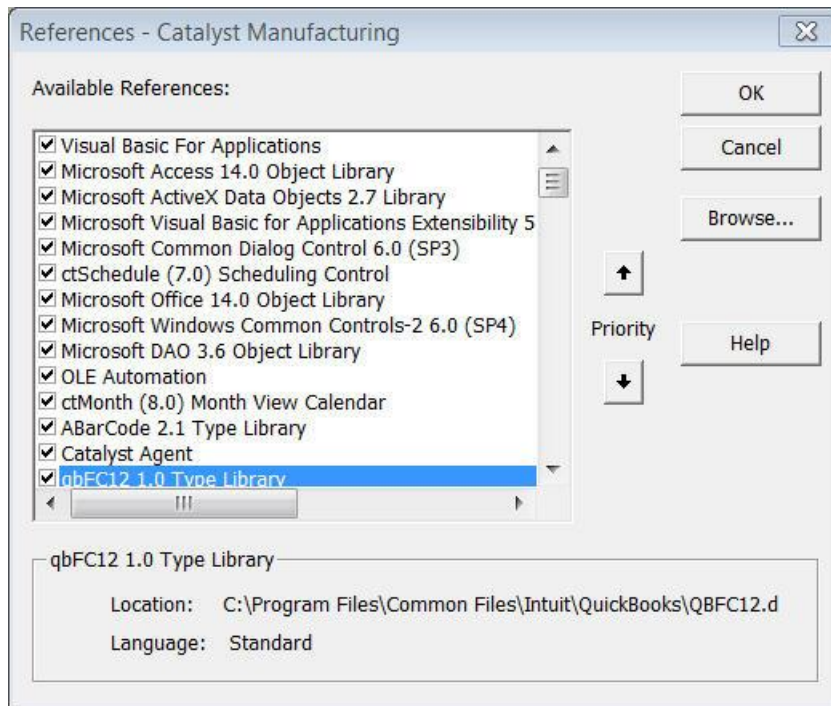 References - Catalyst Manufacturing
Available References:
OK
Cancel
Browse...
Help
Visual Basic For Applications
Microsoft Access 14.0 Object Library
Microsoft ActiveX Data Objects 2.7 Library
Microsoft Visual Basic for Applications Extensibility 5
Microsoft Common Dialog Control 6.0 (SP3)
ctSchedule (7.0) Scheduling Control
Microsoft Office 14.0 Object Library
Microsoft Windows Common Controls-2 6.0 (SP4)
Microsoft DAO 3.6 Object Library
OLE Automation
ctMonth (8.0) Month View Calendar
ABarCode 2.1 Type Library
Catalyst Agent
qbFC12 1.0 Type Library
Priority
qbFC12 1.0 Type Library
Location: C:\Program Files\Common Files\Intuit\QuickBooks\QBFC12.d
Language: Standard